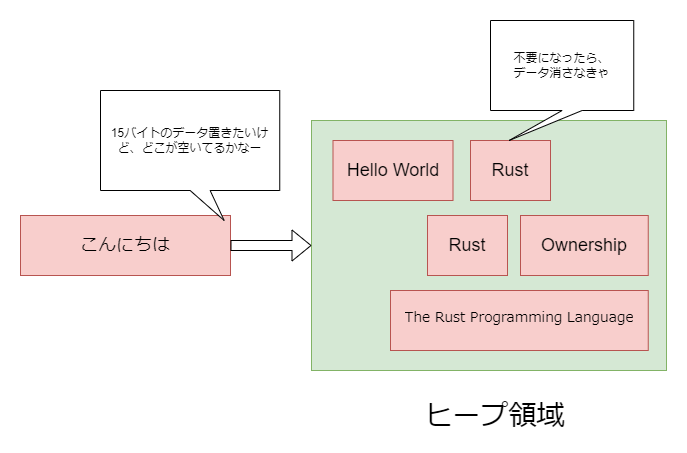 不要になったら、
データ消さなきゃ
15バイトのデータ置きたいけ
ど、どこが空いてるかなー
Hello World
Rust
こんにちは
Rust
Ownership
The Rust Programming Language
ヒープ領域